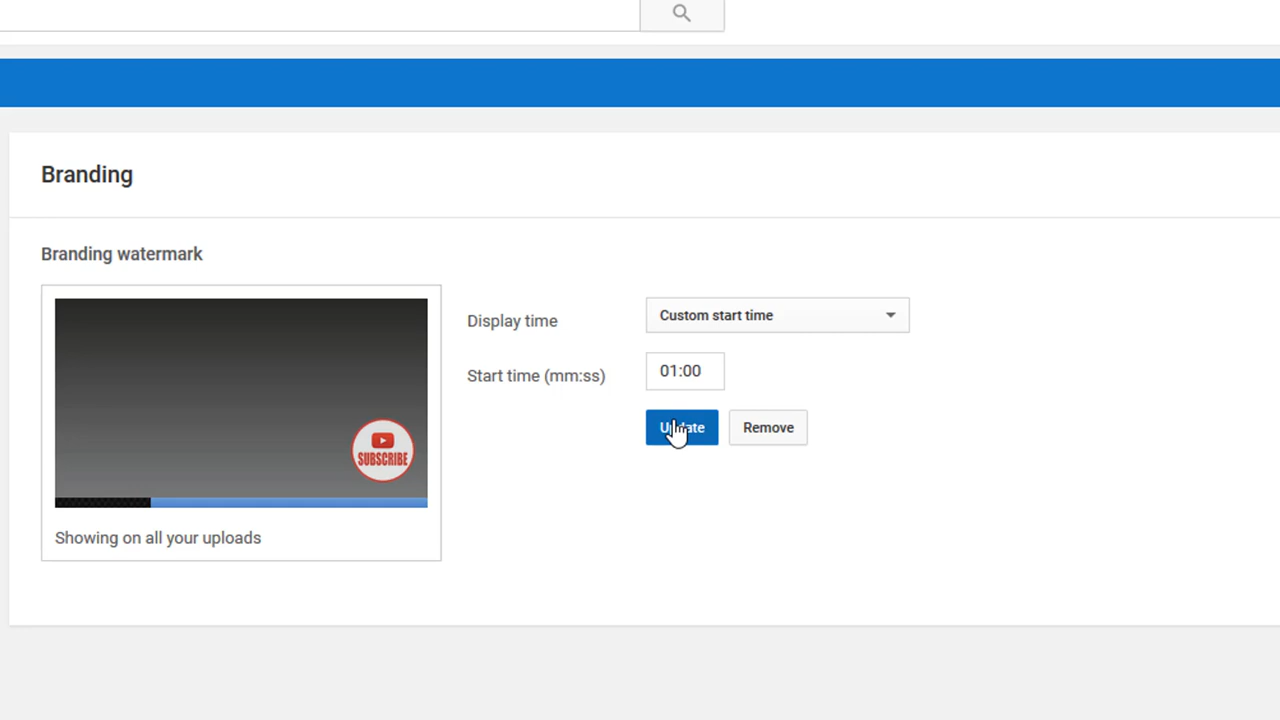 Branding
Branding watermark
Display time
Custom start time
Start time (mm:ss)
01:00
Update
Remove
SUBSCRIBE
Showing on all your uploads